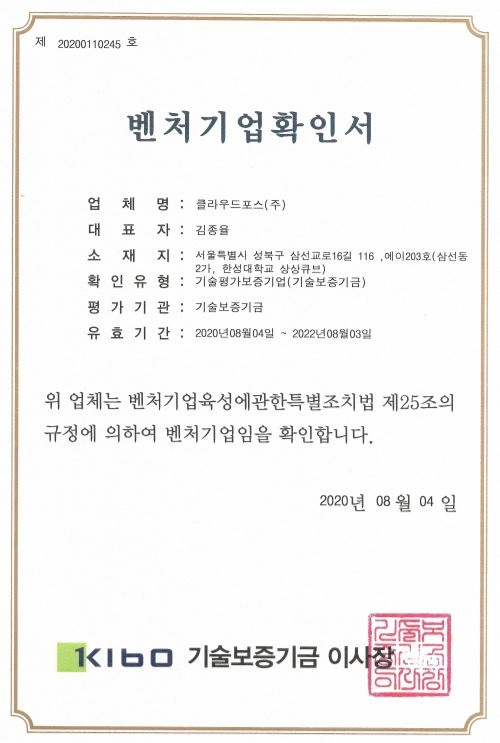 제 20200110245 호
벤처기업확인서
업 체 명 : 클라우드포스(주)
대 표 자 : 김종율
소 재 지 : 서울특별시 성북구 삼선교로16길 116 ,에이203호(삼선동
2가, 한성대학교 상상큐브)
확 인 유 형 : 기술평가보증기업(기술보증기금)
평 가 기 관 : 기술보증기금
유 효 기 간 : 2020년08월04일 ~ 2022년08월03일
위 업체는 벤처기업육성에관한특별조치법 제25조의
규정에 의하여 벤처기업임을 확인합니다.
2020년 08 월 04 일
KIBO 기술보증기금 이사장